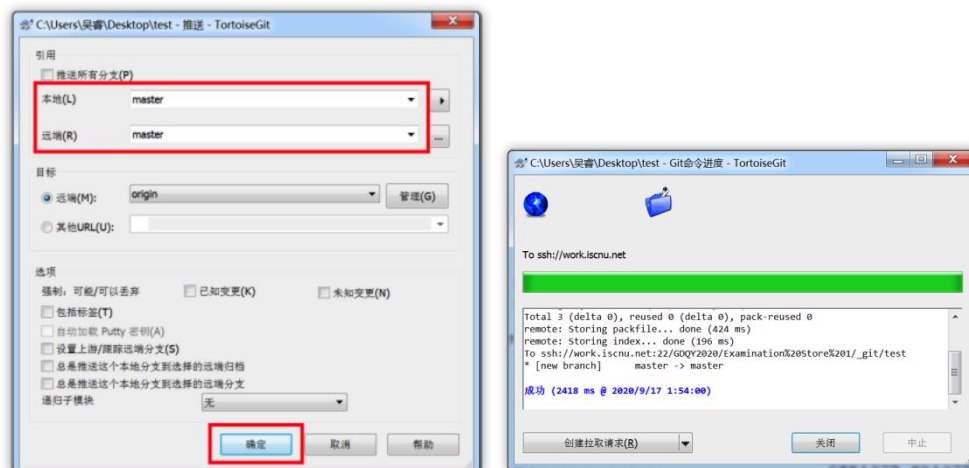 C:\Users\吴睿\Desktop\test - 推送 - TortoiseGit
引用
推送所有分支(P)
本地(L) master
远端(R) master
目标
远端(M): origin 管理(G)
其他URL(U):
选项
强制：可能/可以丢弃 已知变更(K) 未知变更(N)
包括标签(T)
自动加载 Putty 密钥(A)
设置上游/跟踪远端分支(S)
总是推送这个本地分支到选择的远端归档
总是推送这个本地分支到选择的远端分支
递归子模块 无
确定 取消 帮助
C:\Users\吴睿\Desktop\test - Git命令进度 - TortoiseGit
To ssh://work.iscnu.net
Total 3 (delta 0), reused 0 (delta 0), pack-reused 0
remote: Storing packfile... done (424 ms)
remote: Storing index... done (196 ms)
To ssh://work.iscnu.net:22/GDQY2020/Examination%20Store%201/_git/test
* [new branch] master -> master
成功 (2418 ms @ 2020/9/17 1:54:00)
创建拉取请求(R) 关闭 中止